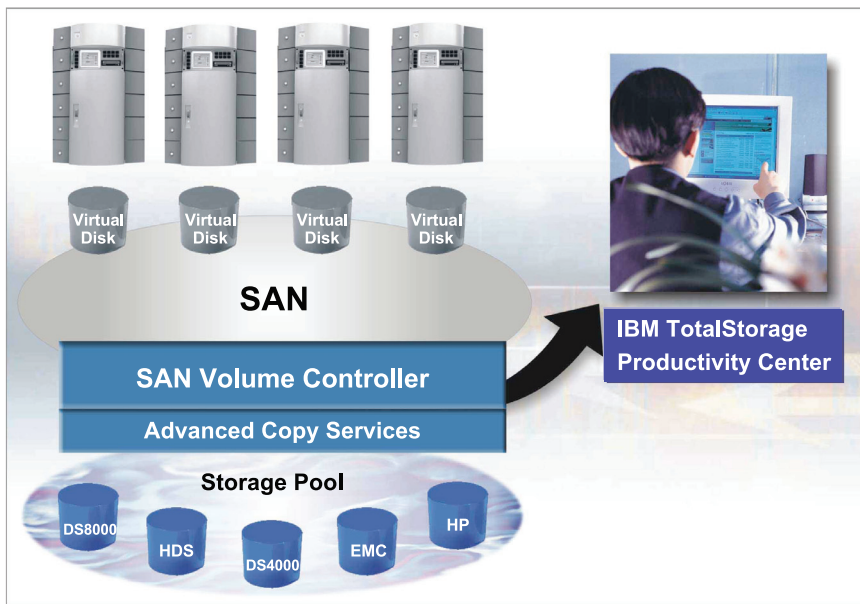 Virtual
Disk
Virtual
Disk
Virtual
Disk
Virtual
Disk
SAN
IBM TotalStorage
Productivity Center
SAN Volume Controller
Advanced Copy Services
Storage Pool
DS8000
HDS
DS4000
EMC
HP